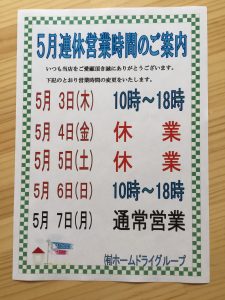 5月連休営業時間のご案内
いつも当店をご愛顧頂き誠にありがとうございます。
下記のとおり営業時間の変更をいたします。
5月 3日(木) 10時～18時
5月 4日(金) 休業
5月 5日(土) 休業
5月 6日(日) 10時～18時
5月 7日(月) 通常営業
㈲ホームドライグループ